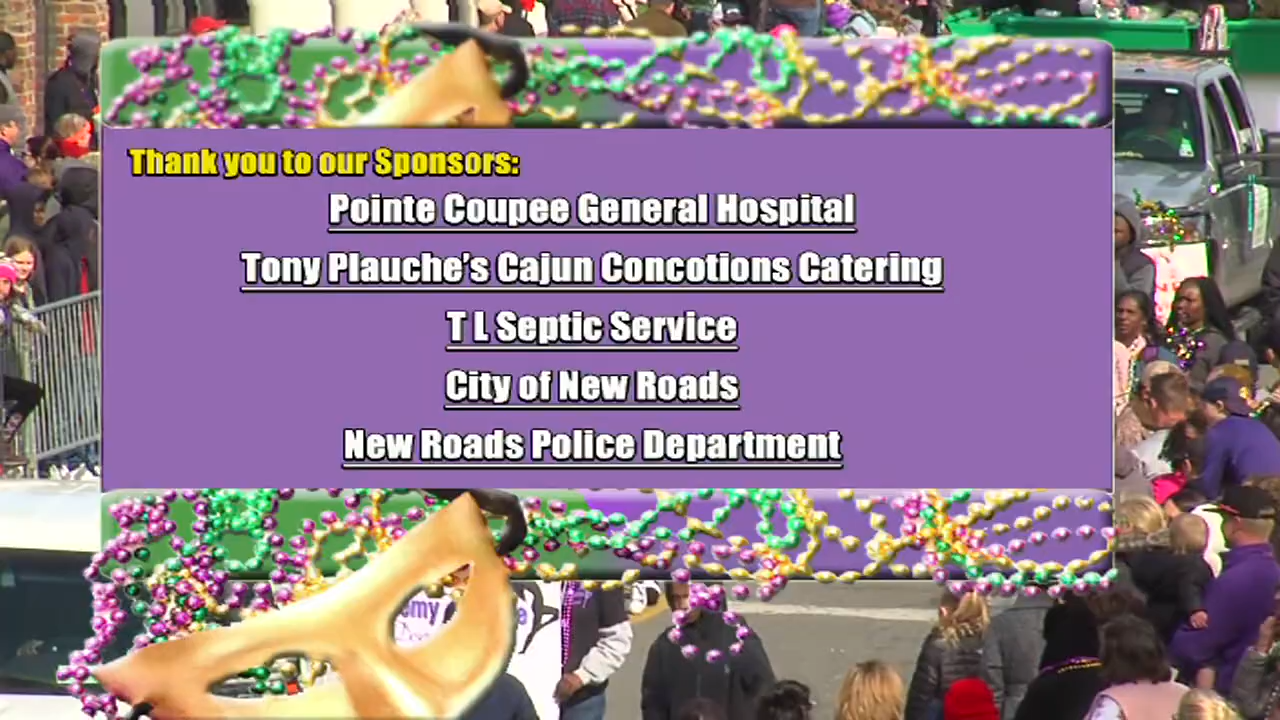 Thank you to our Sponsors:
Pointe Coupee General Hospital
Tony Plauche's Cajun Concotions Catering
T L Septic Service
City of New Roads
New Roads Police Department